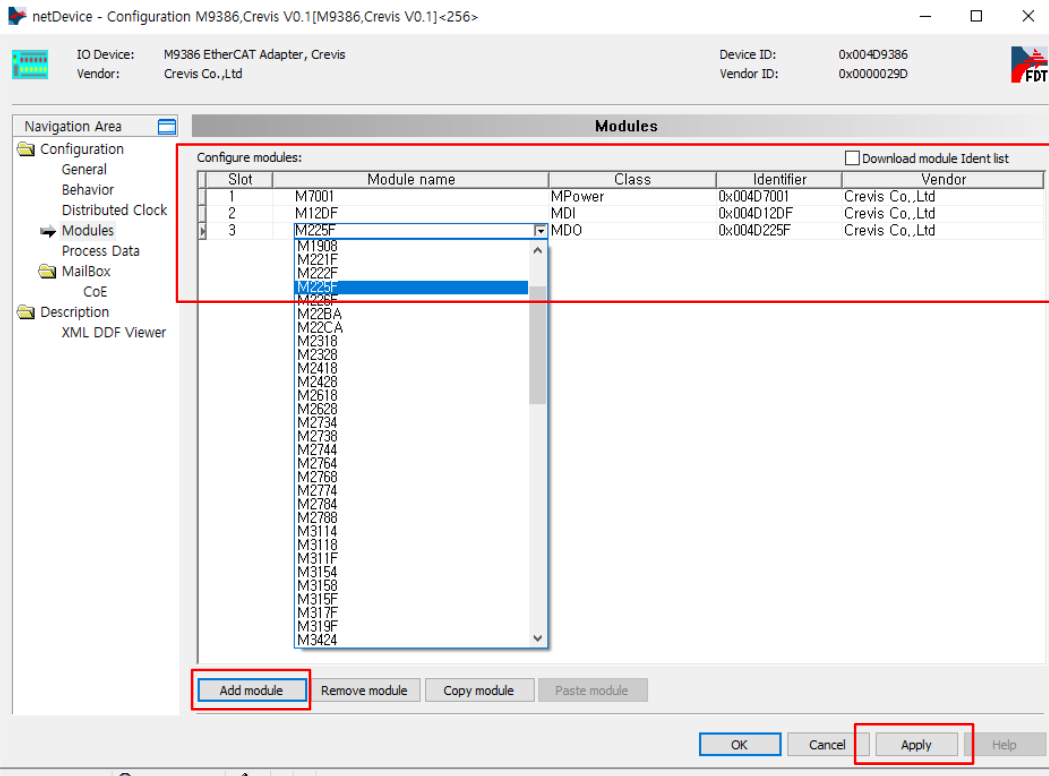 netDevice - Configuration M9386,Crevis V0.1[M9386,Crevis V0.1]<256>
IO Device: M9386 EtherCAT Adapter, Crevis Device ID: 0x004D9386
Vendor: Crevis Co.,Ltd Vendor ID: 0x0000029D
FDT
Navigation Area
Configuration
General
Behavior
Distributed Clock
Modules
Process Data
MailBox
CoE
Description
XML DDF Viewer
Modules
Configure modules: Download module Ident list
Slot Module name Class Identifier Vendor
1 M7001 MPower 0x004D7001 Crevis Co.,Ltd
2 M12DF MDI 0x004D12DF Crevis Co.,Ltd
3 M225F MDO 0x004D225F Crevis Co.,Ltd
M1908
M221F
M222F
M225F
M226F
M22BA
M22CA
M2318
M2328
M2418
M2428
M2618
M2628
M2734
M2738
M2744
M2764
M2768
M2774
M2784
M2788
M3114
M3118
M311F
M3154
M3158
M315F
M317F
M319F
M3424
Add module Remove module Copy module Paste module
OK Cancel Apply Help